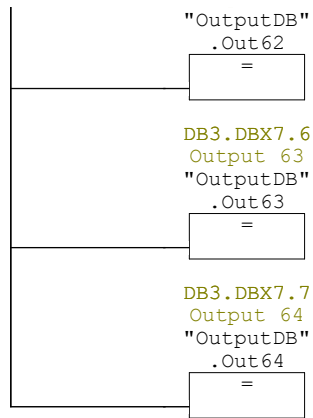 "OutputDB"
.Out62
=
DB3.DBX7.6
Output 63
"OutputDB"
.Out63
=
DB3.DBX7.7
Output 64
"OutputDB"
.Out64
=